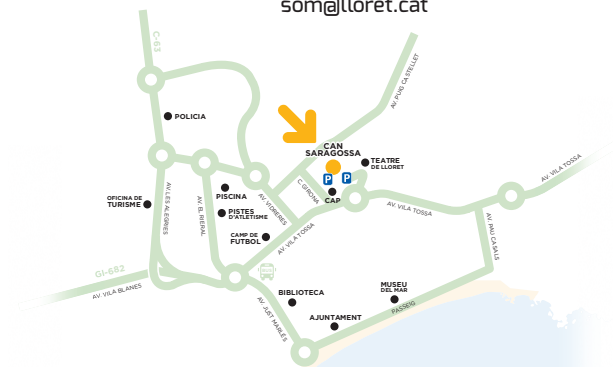 som@lloret.cat
C-63
AV. PUIG CASTELLET
POLICIA
CAN
SARAGOSSA
P
P
TEATRE
DE LLORET
AV. VILA TOSSA
OFICINA DE
TURISME
AV. LES ALEGRIES
AV. EL RIERAL
PISCINA
PISTES
D'ATLETISME
CAMP DE
FUTBOL
AV. VIDRERES
C. GIRONA
CAP
AV. VILA TOSSA
AV. VILA TOSSA
AV. PAU CASALS
GI-682
AV. VILA BLANES
BIBLIOTECA
MUSEU
DEL MAR
AV. JUST MARLÈS
AJUNTAMENT
PASSEIG